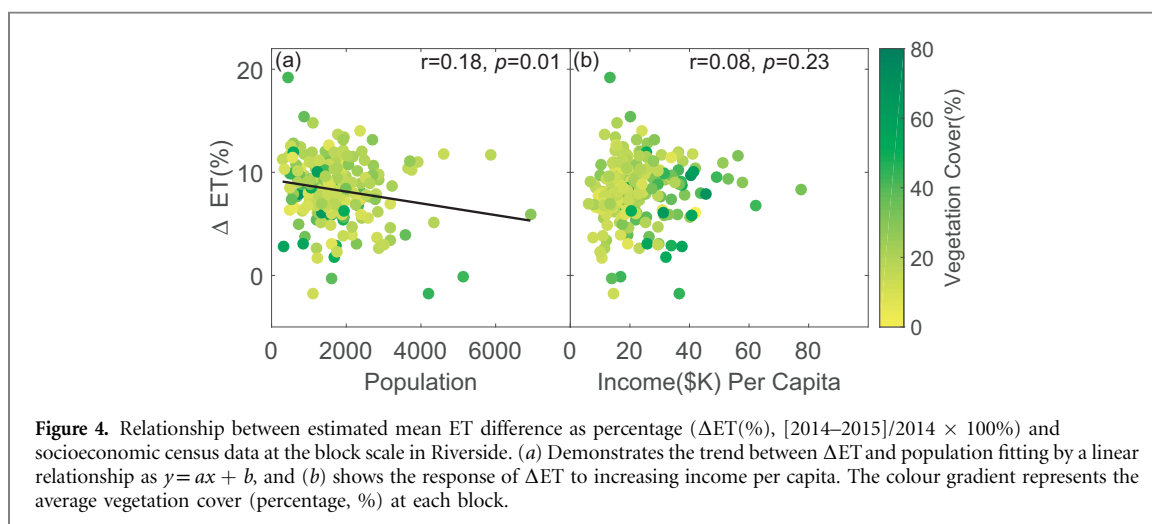 (a) r=0.18, p=0.01
(b) r=0.08, p=0.23
20
10
0
Δ ET(%)
0 2000 4000 6000
Population
0 20 40 60 80
Income($K) Per Capita
80
60
40
20
0
Vegetation Cover(%)
Figure 4. Relationship between estimated mean ET difference as percentage (ΔET(%), [2014–2015]/2014 × 100%) and
socioeconomic census data at the block scale in Riverside. (a) Demonstrates the trend between ΔET and population fitting by a linear
relationship as y = ax + b, and (b) shows the response of ΔET to increasing income per capita. The colour gradient represents the
average vegetation cover (percentage, %) at each block.